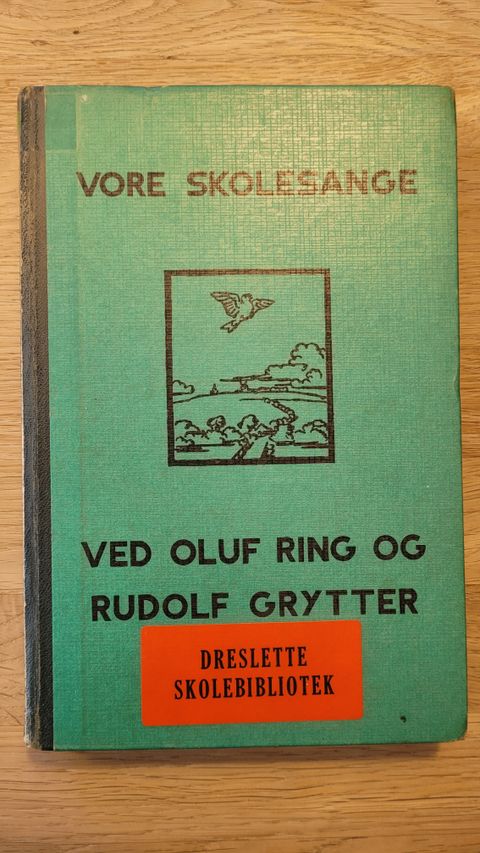 VORE SKOLESANGE
VED OLUF RING OG
RUDOLF GRYTTER
DRESLETTE
SKOLEBIBLIOTEK